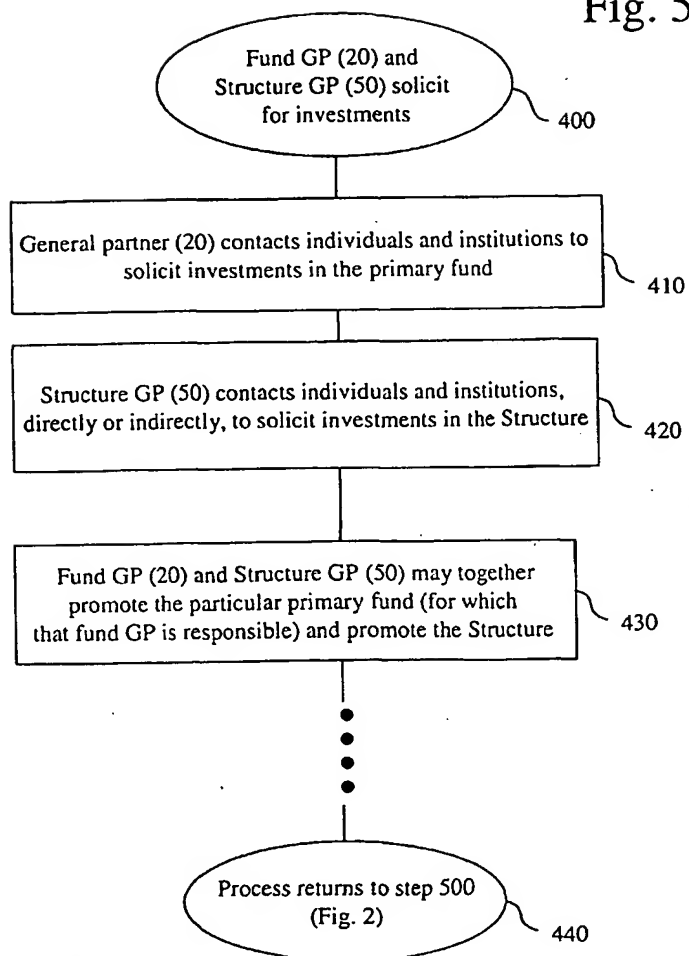 Fig. 5
Fund GP (20) and
Structure GP (50) solicit
for investments
400
General partner (20) contacts individuals and institutions to
solicit investments in the primary fund
410
Structure GP (50) contacts individuals and institutions,
directly or indirectly, to solicit investments in the Structure
420
Fund GP (20) and Structure GP (50) may together
promote the particular primary fund (for which
that fund GP is responsible) and promote the Structure
430
Process returns to step 500
(Fig. 2)
440